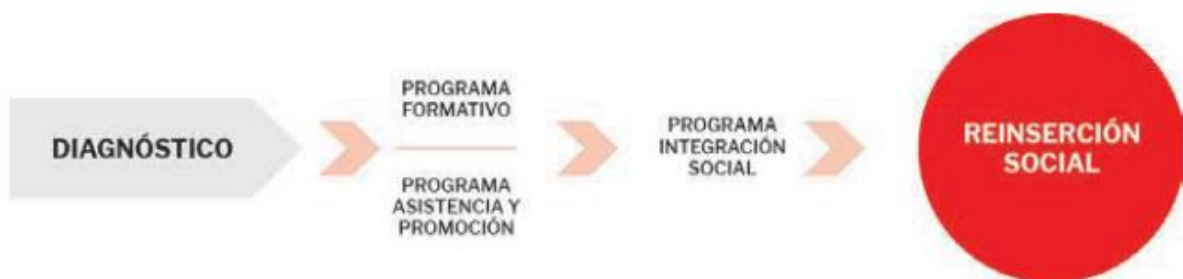 DIAGNÓSTICO
PROGRAMA
FORMATIVO
PROGRAMA
ASISTENCIA Y
PROMOCIÓN
PROGRAMA
INTEGRACIÓN
SOCIAL
REINSERCIÓN
SOCIAL